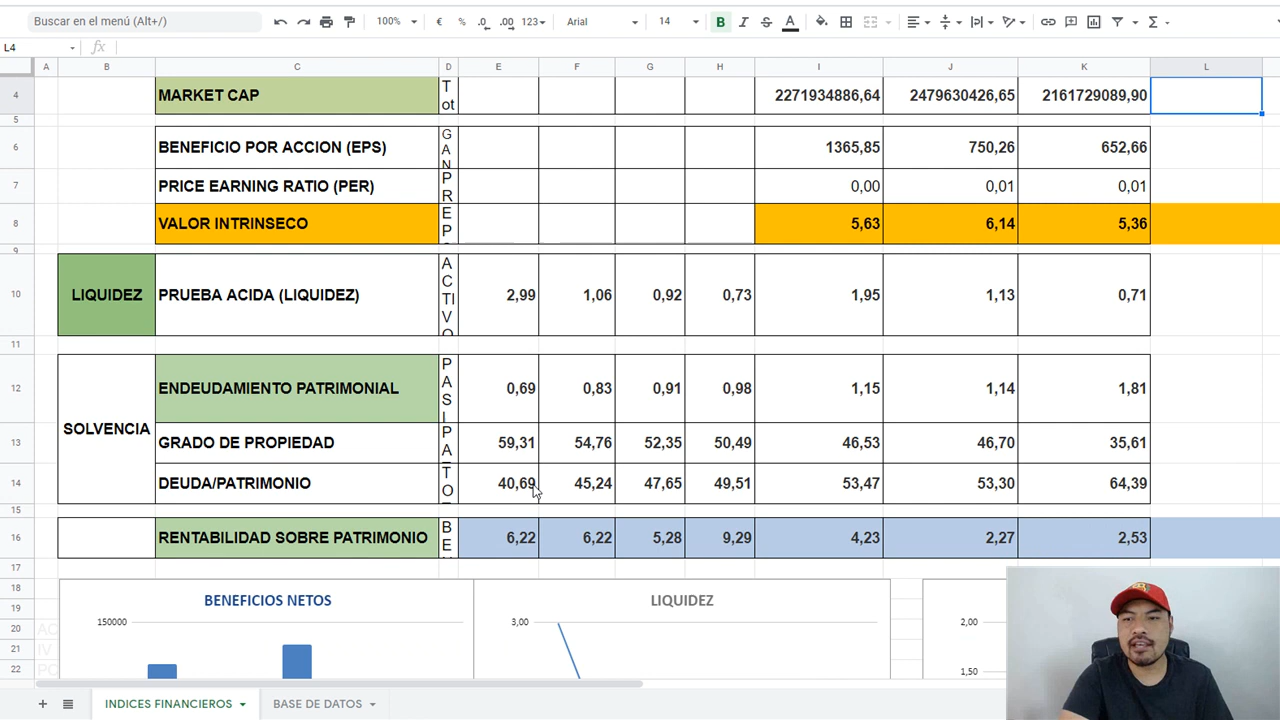 Buscar en el menú (Alt+/)
100%
€
%
.0
.00
123
Arial
14
B
I
S
A
L4
fx
A B C D E F G H I J K L
4 MARKET CAP T ot 2271934886,64 2479630426,65 2161729089,90
5
6 BENEFICIO POR ACCION (EPS) G A N 1365,85 750,26 652,66
7 PRICE EARNING RATIO (PER) P R 0,00 0,01 0,01
8 VALOR INTRINSECO E P 5,63 6,14 5,36
9
10 LIQUIDEZ PRUEBA ACIDA (LIQUIDEZ) A C TI V O 2,99 1,06 0,92 0,73 1,95 1,13 0,71
11
12 ENDEUDAMIENTO PATRIMONIAL P A S I 0,69 0,83 0,91 0,98 1,15 1,14 1,81
SOLVENCIA
13 GRADO DE PROPIEDAD P A 59,31 54,76 52,35 50,49 46,53 46,70 35,61
14 DEUDA/PATRIMONIO T O 40,69 45,24 47,65 49,51 53,47 53,30 64,39
15
16 RENTABILIDAD SOBRE PATRIMONIO B E 6,22 6,22 5,28 9,29 4,23 2,27 2,53
17
18 BENEFICIOS NETOS LIQUIDEZ
19
20 AC 150000 3,00 2,00
21 IV
22 PC 1,50
INDICES FINANCIEROS
BASE DE DATOS